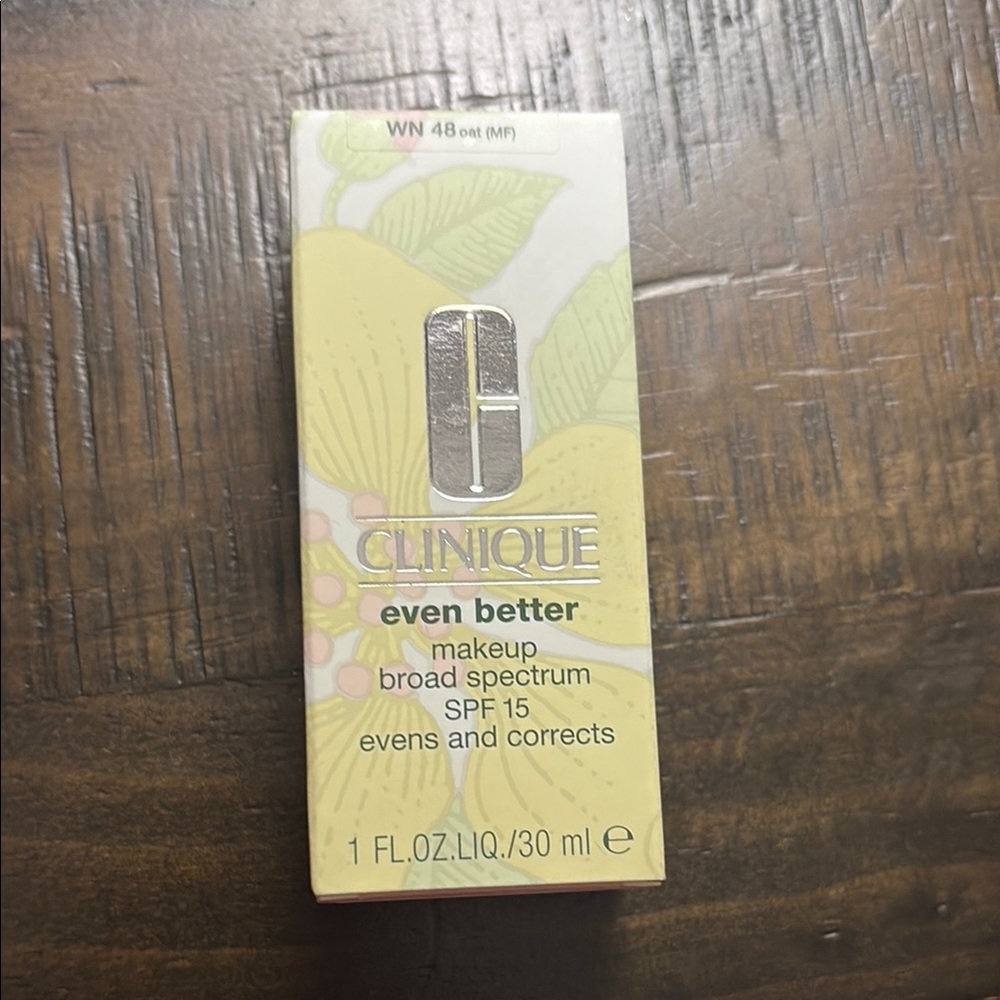 WN 48 oat (MF)
CLINIQUE
even better
makeup
broad spectrum
SPF 15
evens and corrects
1 FL.OZ.LIQ./30 ml ℮